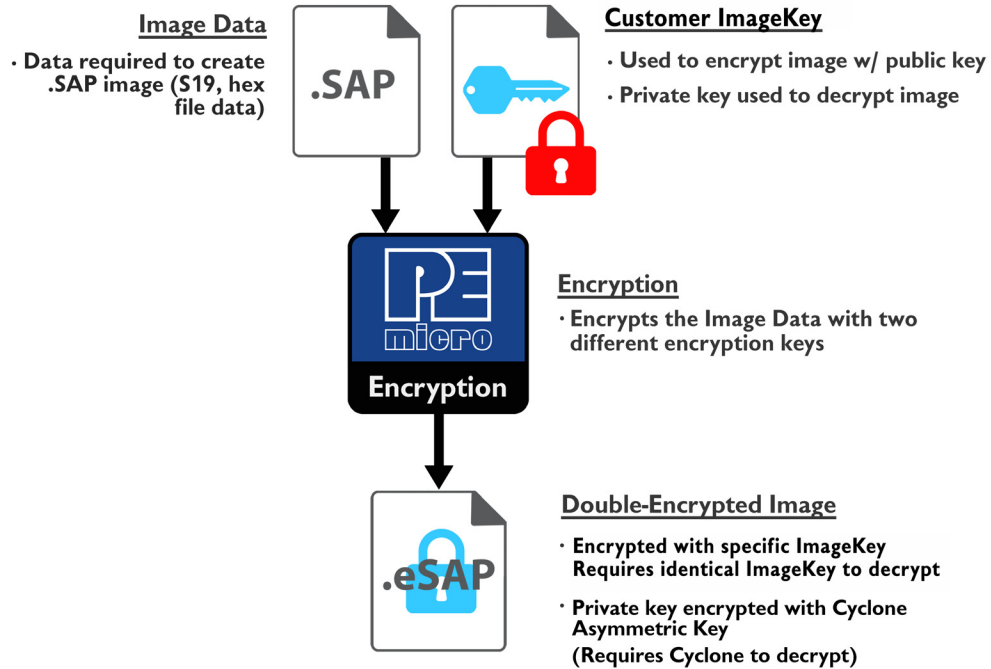 Image Data
· Data required to create
.SAP image (S19, hex
file data)
.SAP
Customer ImageKey
· Used to encrypt image w/ public key
· Private key used to decrypt image
PE
micro
Encryption
Encryption
· Encrypts the Image Data with two
different encryption keys
.eSAP
Double-Encrypted Image
· Encrypted with specific ImageKey
Requires identical ImageKey to decrypt
· Private key encrypted with Cyclone
Asymmetric Key
(Requires Cyclone to decrypt)